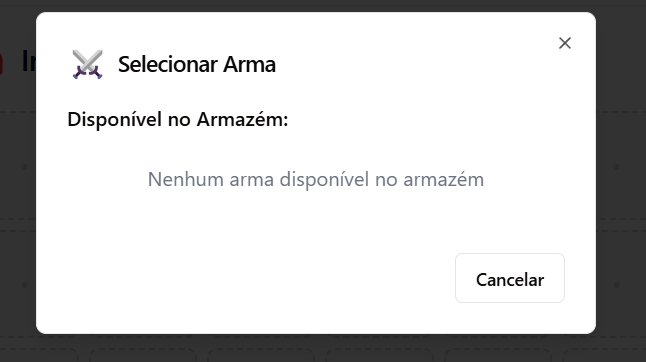 Selecionar Arma
Disponível no Armazém:
Nenhum arma disponível no armazém
Cancelar